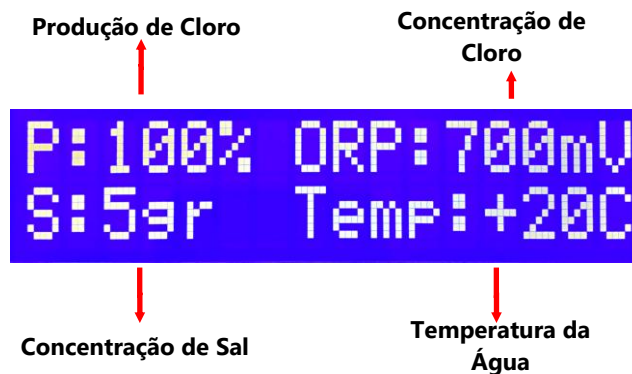 Produção de Cloro
Concentração de
Cloro
P:100% ORP:700mV
S:5gr Temp:+20C
Concentração de Sal
Temperatura da
Água